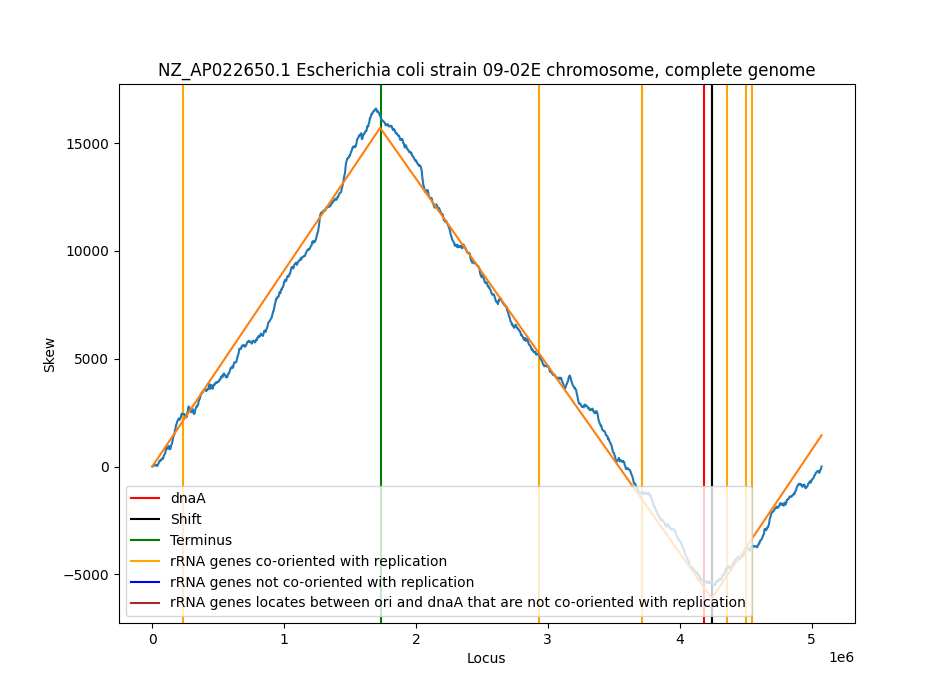 NZ_AP022650.1 Escherichia coli strain 09-02E chromosome, complete genome
15000
10000
5000
0
−5000
Skew
dnaA
Shift
Terminus
rRNA genes co-oriented with replication
rRNA genes not co-oriented with replication
rRNA genes locates between ori and dnaA that are not co-oriented with replication
0 1 2 3 4 5
1e6
Locus